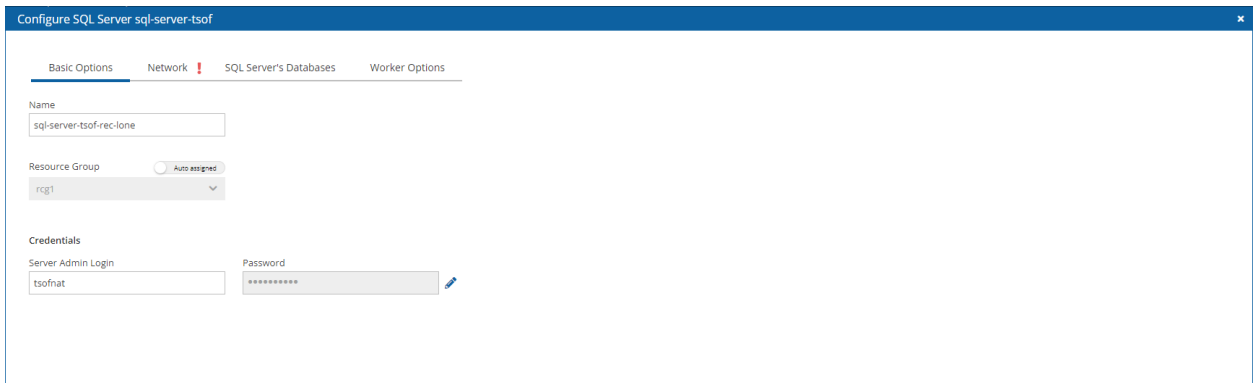 Configure SQL Server sql-server-tsof
Basic Options Network ! SQL Server's Databases Worker Options
Name
sql-server-tsof-rec-lone
Resource Group Auto assigned
rcg1
Credentials
Server Admin Login Password
tsofnat ••••••••••